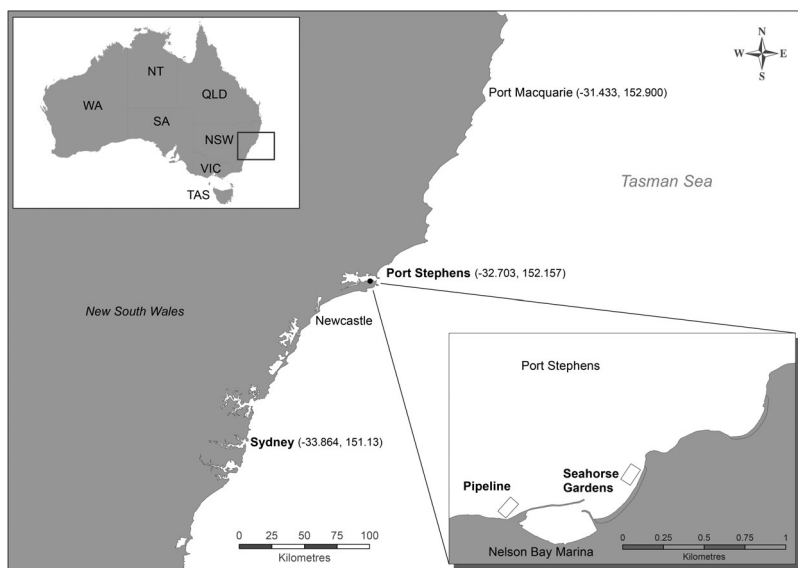 WA
NT
SA
QLD
NSW
VIC
TAS
N
W E
S
Port Macquarie (-31.433, 152.900)
Tasman Sea
Port Stephens (-32.703, 152.157)
New South Wales
Newcastle
Sydney (-33.864, 151.13)
0 25 50 75 100
Kilometres
Port Stephens
Seahorse
Gardens
Pipeline
Nelson Bay Marina
0 0.25 0.5 0.75 1
Kilometres